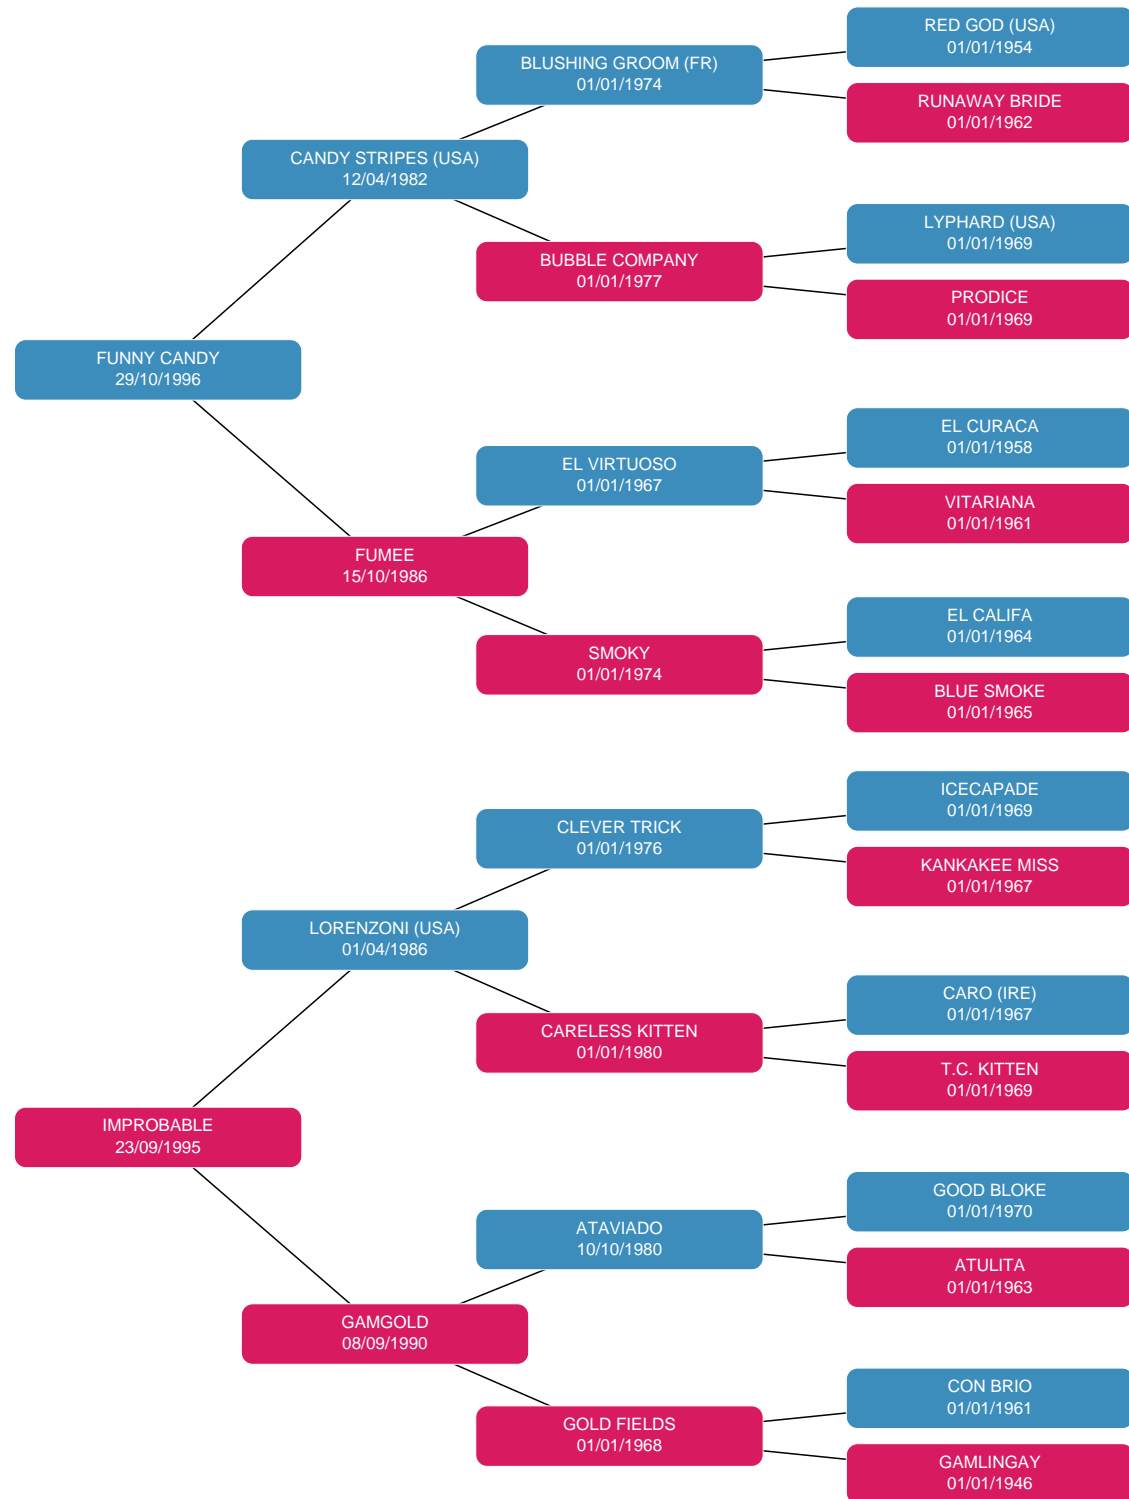 RED GOD (USA)
01/01/1954
BLUSHING GROOM (FR)
01/01/1974
RUNAWAY BRIDE
01/01/1962
CANDY STRIPES (USA)
12/04/1982
LYPHARD (USA)
01/01/1969
BUBBLE COMPANY
01/01/1977
PRODICE
01/01/1969
FUNNY CANDY
29/10/1996
EL CURACA
01/01/1958
EL VIRTUOSO
01/01/1967
VITARIANA
01/01/1961
FUMEE
15/10/1986
EL CALIFA
01/01/1964
SMOKY
01/01/1974
BLUE SMOKE
01/01/1965
ICECAPADE
01/01/1969
CLEVER TRICK
01/01/1976
KANKAKEE MISS
01/01/1967
LORENZONI (USA)
01/04/1986
CARO (IRE)
01/01/1967
CARELESS KITTEN
01/01/1980
T.C. KITTEN
01/01/1969
IMPROBABLE
23/09/1995
GOOD BLOKE
01/01/1970
ATAVIADO
10/10/1980
ATULITA
01/01/1963
GAMGOLD
08/09/1990
CON BRIO
01/01/1961
GOLD FIELDS
01/01/1968
GAMLINGAY
01/01/1946